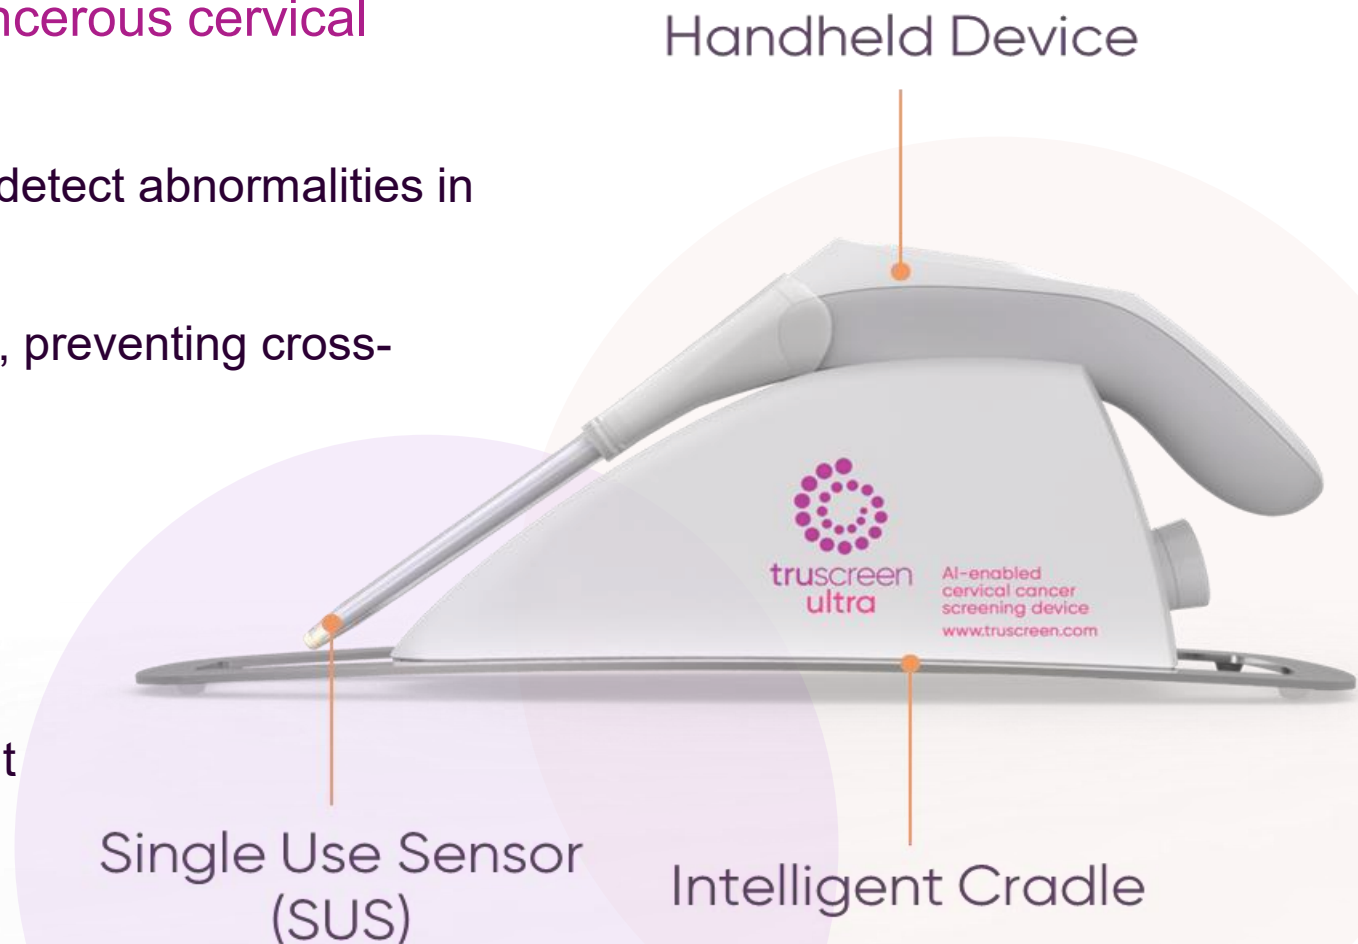 ncerous cervical
Handheld Device
detect abnormalities in
, preventing cross-
truscreen
ultra
AI-enabled
cervical cancer
screening device
www.truscreen.com
t
Single Use Sensor
(SUS)
Intelligent Cradle